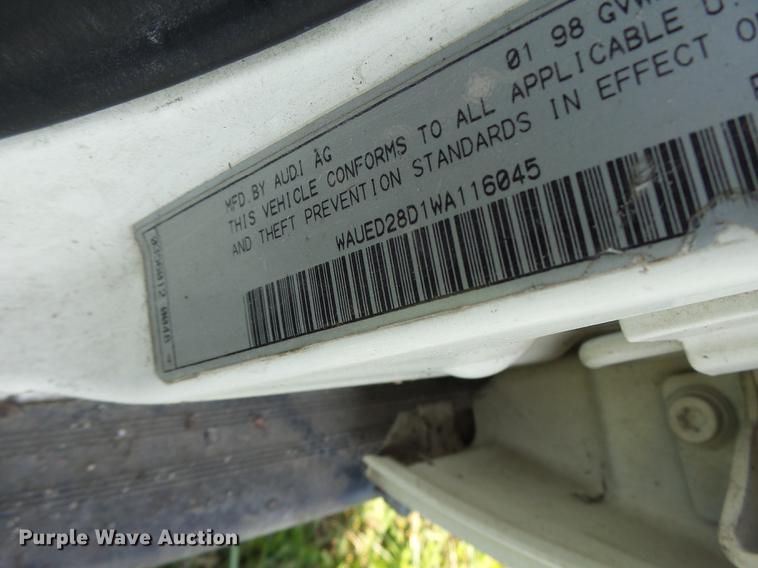 MFD.BY AUDI AG 01 98 GVW
THIS VEHICLE CONFORMS TO ALL APPLICABLE U.
AND THEFT PREVENTION STANDARDS IN EFFECT O
WAUED28D1WA116045
Purple Wave Auction